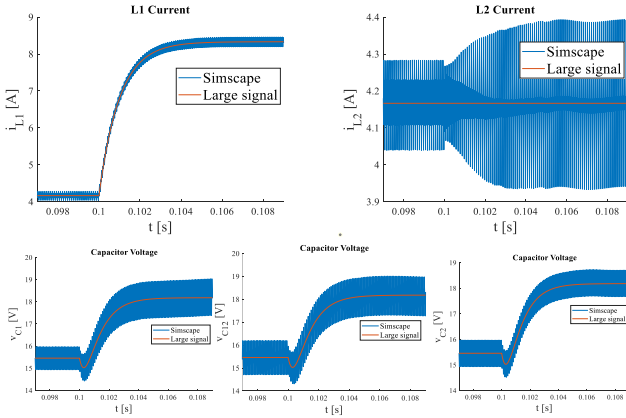 L1 Current
9
8
7
6
5
4
i_L1 [A]
0.098 0.1 0.102 0.104 0.106 0.108
t [s]
Simscape
Large signal
L2 Current
4.4
4.3
4.2
4.1
4
3.9
i_L2 [A]
0.098 0.1 0.102 0.104 0.106 0.108
t [s]
Simscape
Large signal
Capacitor Voltage
20
19
18
17
16
15
14
v_C1 [V]
0.098 0.1 0.102 0.104 0.106 0.108
t [s]
Simscape
Large signal
Capacitor Voltage
20
19
18
17
16
15
14
v_C12 [V]
0.098 0.1 0.102 0.104 0.106 0.108
t [s]
Simscape
Large signal
Capacitor Voltage
19
18
17
16
15
14
v_C2 [V]
0.098 0.1 0.102 0.104 0.106 0.108
t [s]
Simscape
Large signal